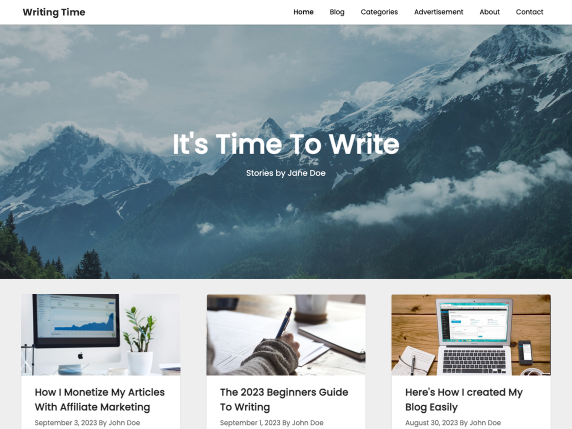 Writing Time
Home Blog Categories Advertisement About Contact
It's Time To Write
Stories by Jane Doe
How I Monetize My Articles
With Affiliate Marketing
September 3, 2023 By John Doe
The 2023 Beginners Guide
To Writing
September 1, 2023 By John Doe
Here's How I created My
Blog Easily
August 30, 2023 By John Doe